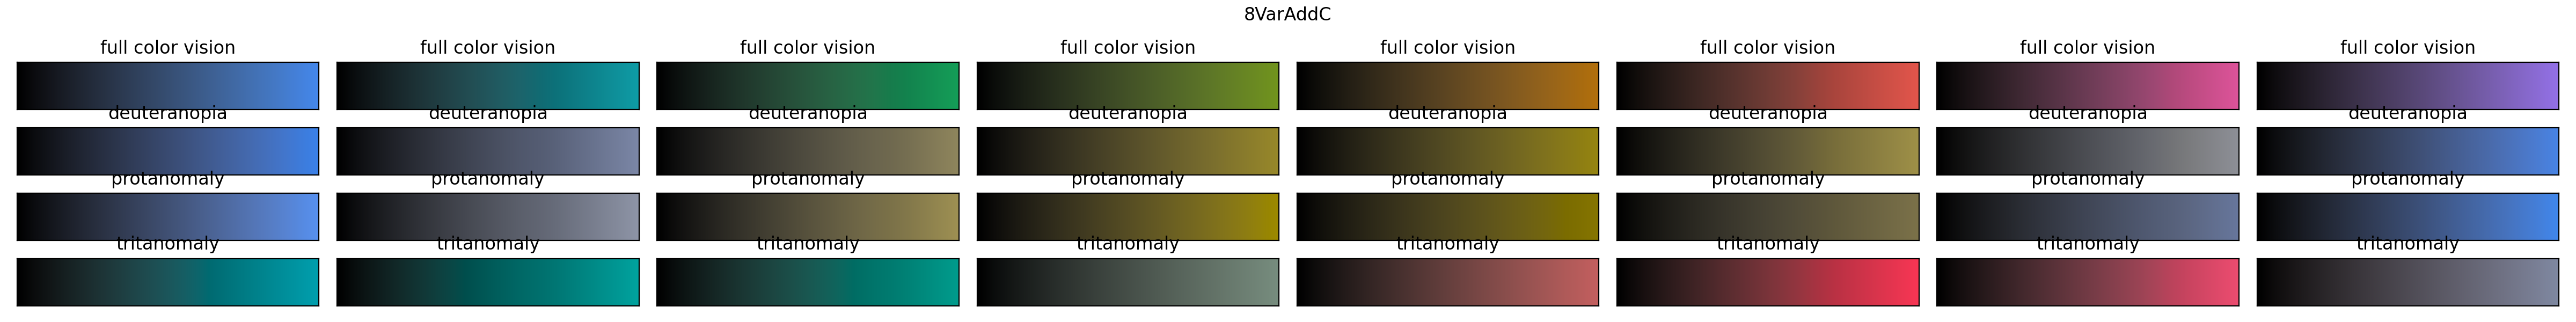 8VarAddC
full color vision full color vision full color vision full color vision full color vision full color vision full color vision full color vision
deuteranopia deuteranopia deuteranopia deuteranopia deuteranopia deuteranopia deuteranopia deuteranopia
protanomaly protanomaly protanomaly protanomaly protanomaly protanomaly protanomaly protanomaly
tritanomaly tritanomaly tritanomaly tritanomaly tritanomaly tritanomaly tritanomaly tritanomaly